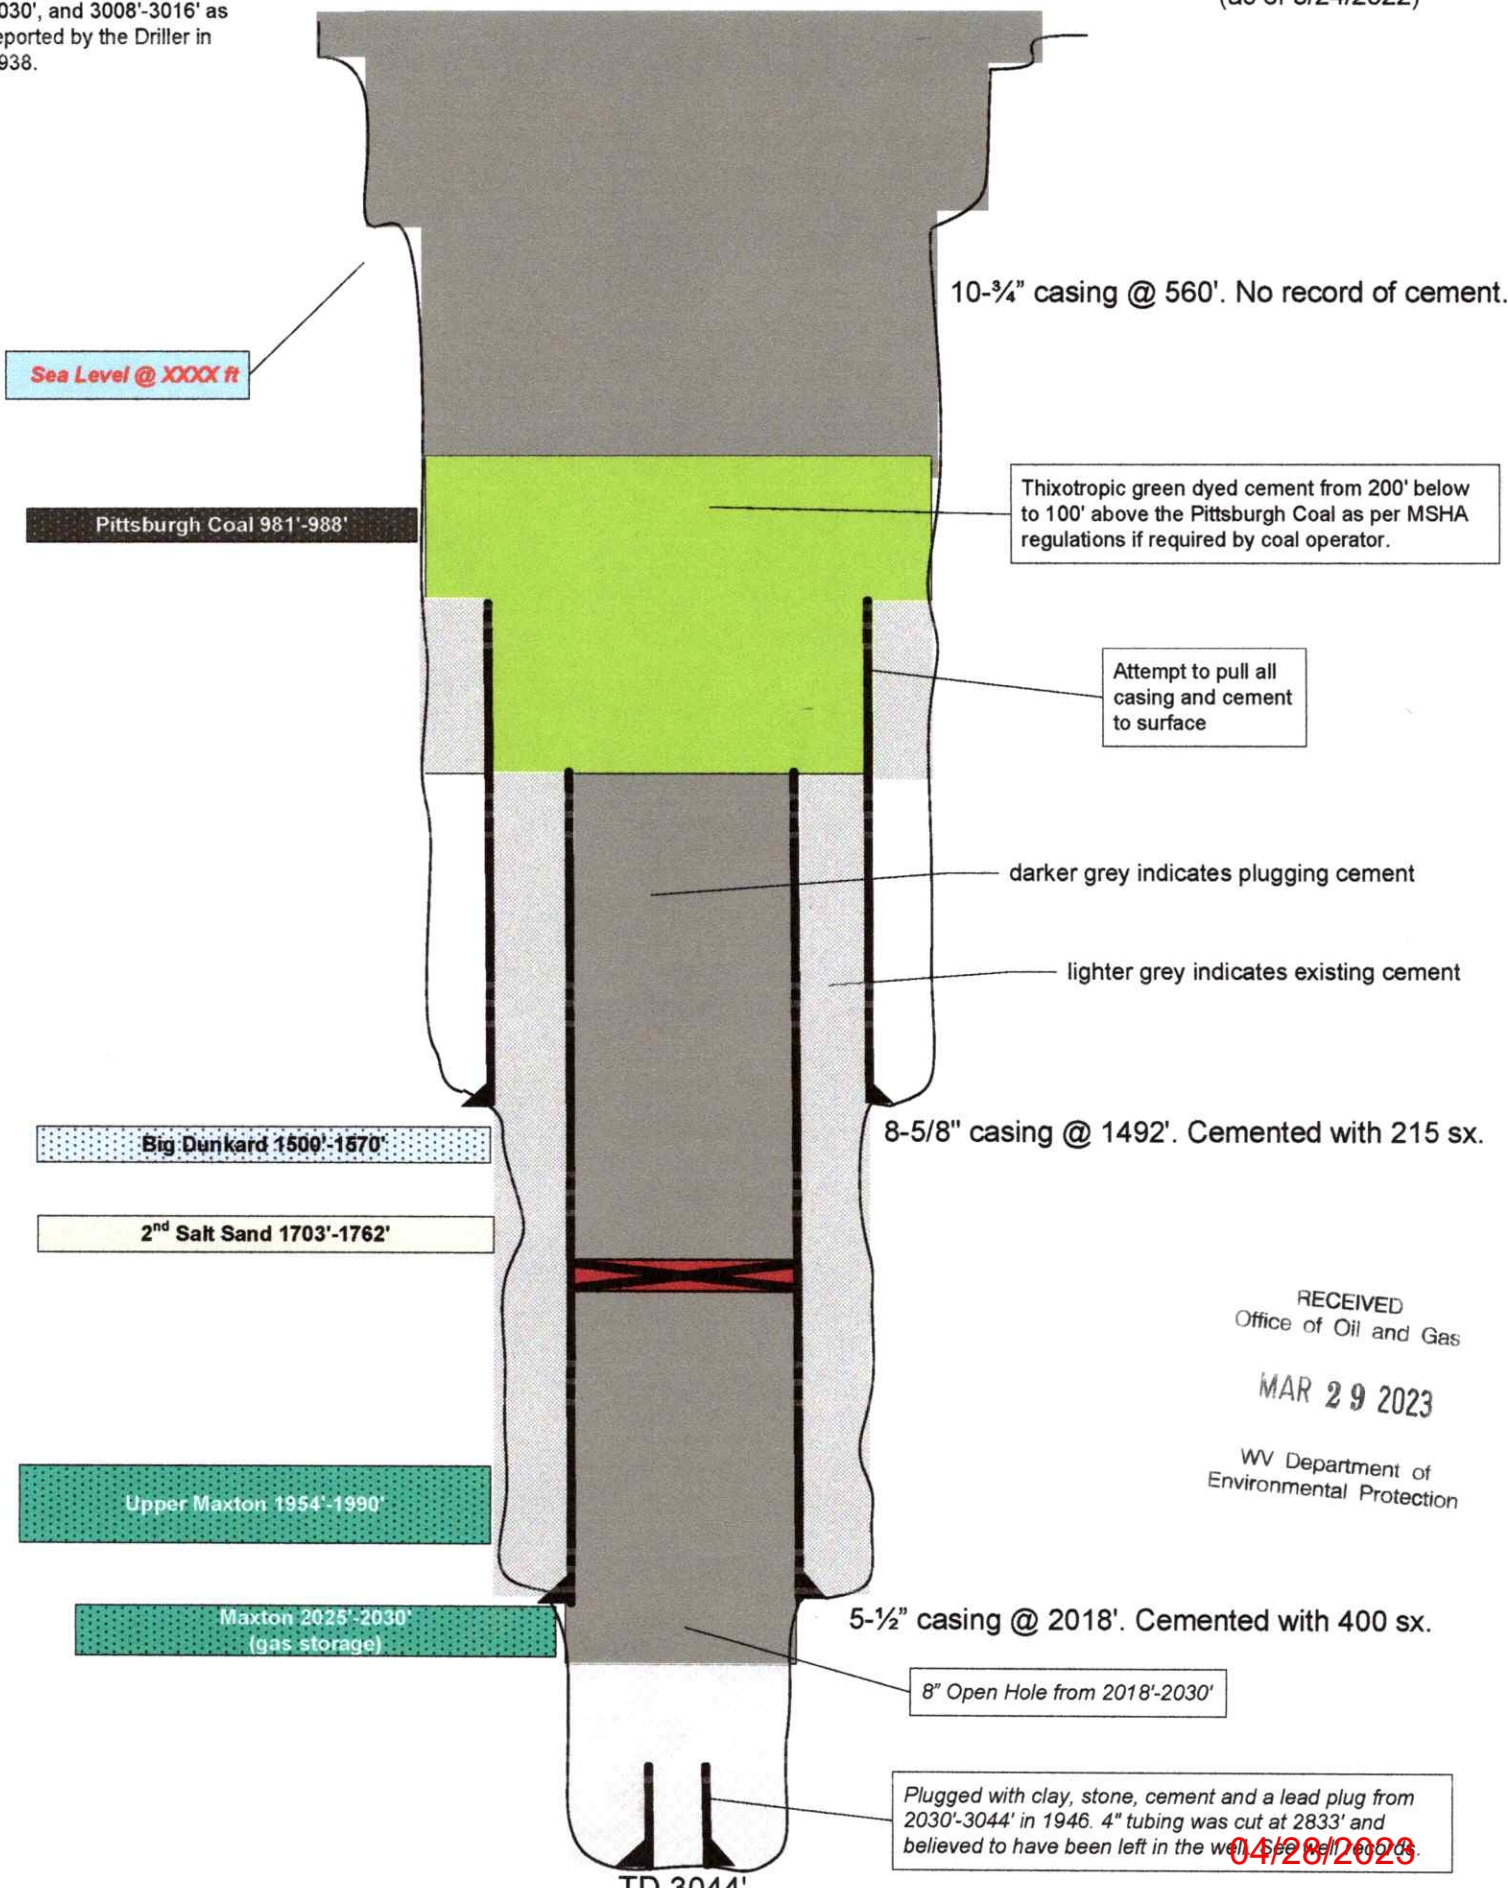 030', and 3008'-3016' as
eported by the Driller in
938.
10-¾" casing @ 560'. No record of cement.
Sea Level @ XXXX ft
Thixotropic green dyed cement from 200' below
to 100' above the Pittsburgh Coal as per MSHA
regulations if required by coal operator.
Pittsburgh Coal 981'-988'
Attempt to pull all
casing and cement
to surface
darker grey indicates plugging cement
lighter grey indicates existing cement
8-5/8" casing @ 1492'. Cemented with 215 sx.
Big Dunkard 1500'-1570'
2nd Salt Sand 1703'-1762'
RECEIVED
Office of Oil and Gas
MAR 29 2023
WV Department of
Environmental Protection
Upper Maxton 1954'-1990'
Maxton 2025'-2030'
(gas storage)
5-½" casing @ 2018'. Cemented with 400 sx.
8" Open Hole from 2018'-2030'
Plugged with clay, stone, cement and a lead plug from
2030'-3044' in 1946. 4" tubing was cut at 2833' and
believed to have been left in the well. See well records.
04/28/2023
TD 3044'